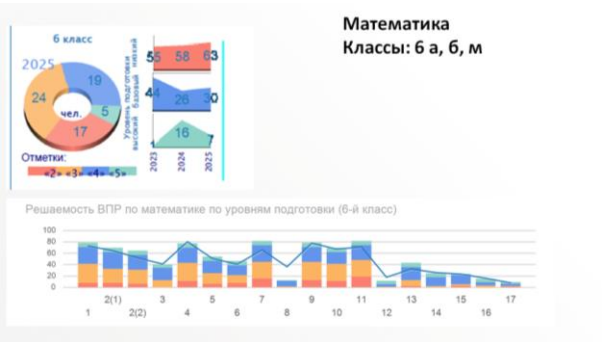 Математика
Классы: 6 а, б, м
6 класс
2025
19
24
5
чел.
17
Отметки:
«2» «3» «4» «5»
Уровень подготовки
низкий
базовый
высокий
55 58 63
44 26 30
1 16 7
2023 2024 2025
Решаемость ВПР по математике по уровням подготовки (6-й класс)
100
80
60
40
20
0
1 2(1) 2(2) 3 4 5 6 7 8 9 10 11 12 13 14 15 16 17